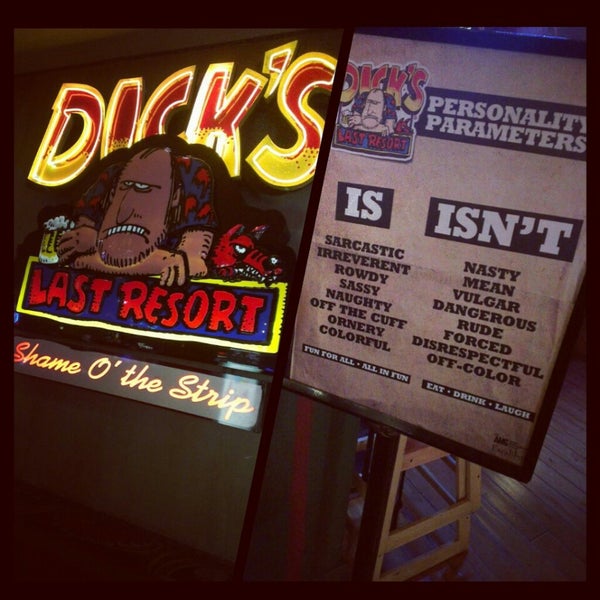 DICK'S
LAST RESORT
Shame O' the Strip
DICK'S
LAST RESORT
PERSONALITY
PARAMETERS
IS
SARCASTIC
IRREVERENT
ROWDY
SASSY
NAUGHTY
OFF THE CUFF
ORNERY
COLORFUL
FUN FOR ALL • ALL IN FUN
ISN'T
NASTY
MEAN
VULGAR
DANGEROUS
RUDE
FORCED
DISRESPECTFUL
OFF-COLOR
EAT • DRINK • LAUGH